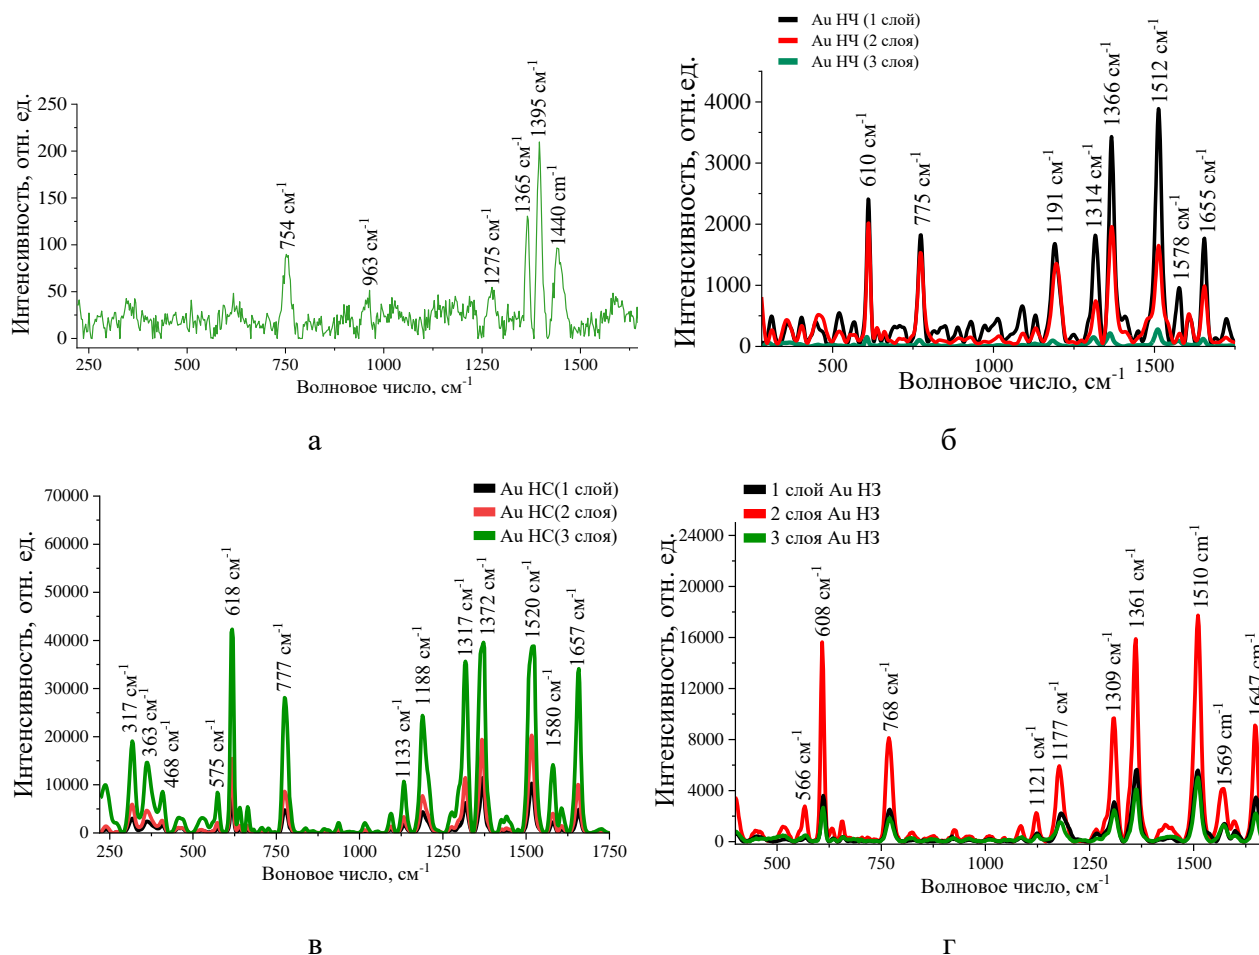 250
200
150
100
50
0
Интенсивность, отн. ед.
754 см-1
963 см-1
1275 см-1
1365 см-1
1395 см-1
1440 cm-1
250 500 750 1000 1250 1500
Волновое число, см-1
а
Au НЧ (1 слой)
Au НЧ (2 слоя)
Au НЧ (3 слоя)
4000
3000
2000
1000
0
Интенсивность, отн.ед.
610 см-1
775 см-1
1191 см-1
1314 см-1
1366 см-1
1512 см-1
1578 см-1
1655 см-1
500 1000 1500
Волновое число, см-1
б
Au НС(1 слой)
Au НС(2 слоя)
Au НС(3 слоя)
70000
60000
50000
40000
30000
20000
10000
0
Интенсивность, отн. ед.
317 см-1
363 см-1
468 см-1
575 см-1
618 см-1
777 см-1
1133 см-1
1188 см-1
1317 см-1
1372 см-1
1520 см-1
1580 см-1
1657 см-1
250 500 750 1000 1250 1500 1750
Воновое число, см-1
в
1 слой Au НЗ
2 слоя Au НЗ
3 слоя Au НЗ
24000
20000
16000
12000
8000
4000
0
Интенсивность, отн. ед.
566 см-1
608 см-1
768 см-1
1121 см-1
1177 см-1
1309 см-1
1361 см-1
1510 cm-1
1569 cm-1
1647 cm-1
500 750 1000 1250 1500
Волновое число, см-1
г